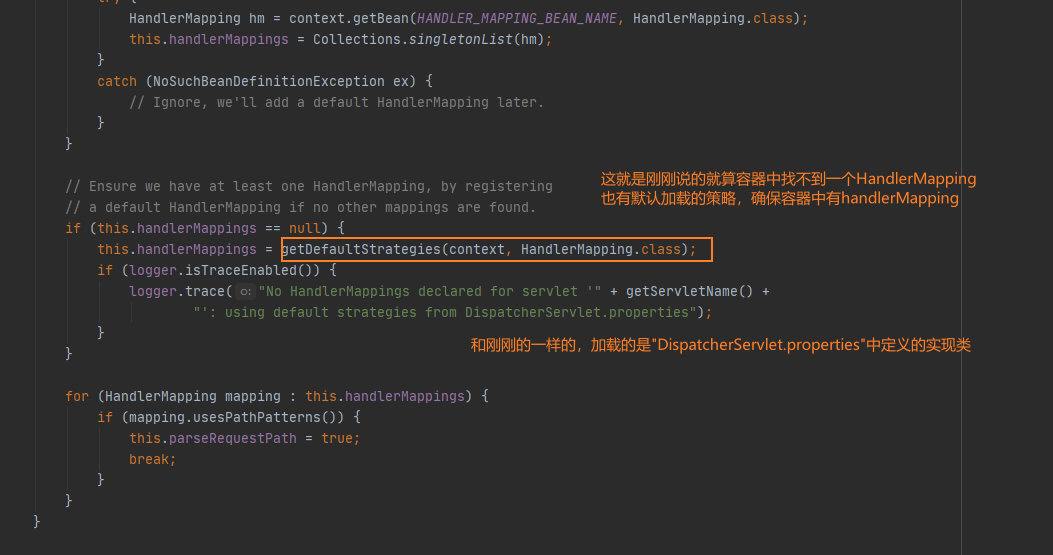 try {
HandlerMapping hm = context.getBean(HANDLER_MAPPING_BEAN_NAME, HandlerMapping.class);
this.handlerMappings = Collections.singletonList(hm);
}
catch (NoSuchBeanDefinitionException ex) {
// Ignore, we'll add a default HandlerMapping later.
}
}
// Ensure we have at least one HandlerMapping, by registering
这就是刚刚说的就算容器中找不到一个HandlerMapping
也有默认加载的策略，确保容器中有handlerMapping
// a default HandlerMapping if no other mappings are found.
if (this.handlerMappings == null) {
this.handlerMappings = getDefaultStrategies(context, HandlerMapping.class);
if (logger.isTraceEnabled()) {
logger.trace( o: "No HandlerMappings declared for servlet '" + getServletName() +
"': using default strategies from DispatcherServlet.properties");
}
和刚刚的一样的，加载的是"DispatcherServlet.properties"中定义的实现类
}
for (HandlerMapping mapping : this.handlerMappings) {
if (mapping.usesPathPatterns()) {
this.parseRequestPath = true;
break;
}
}
}